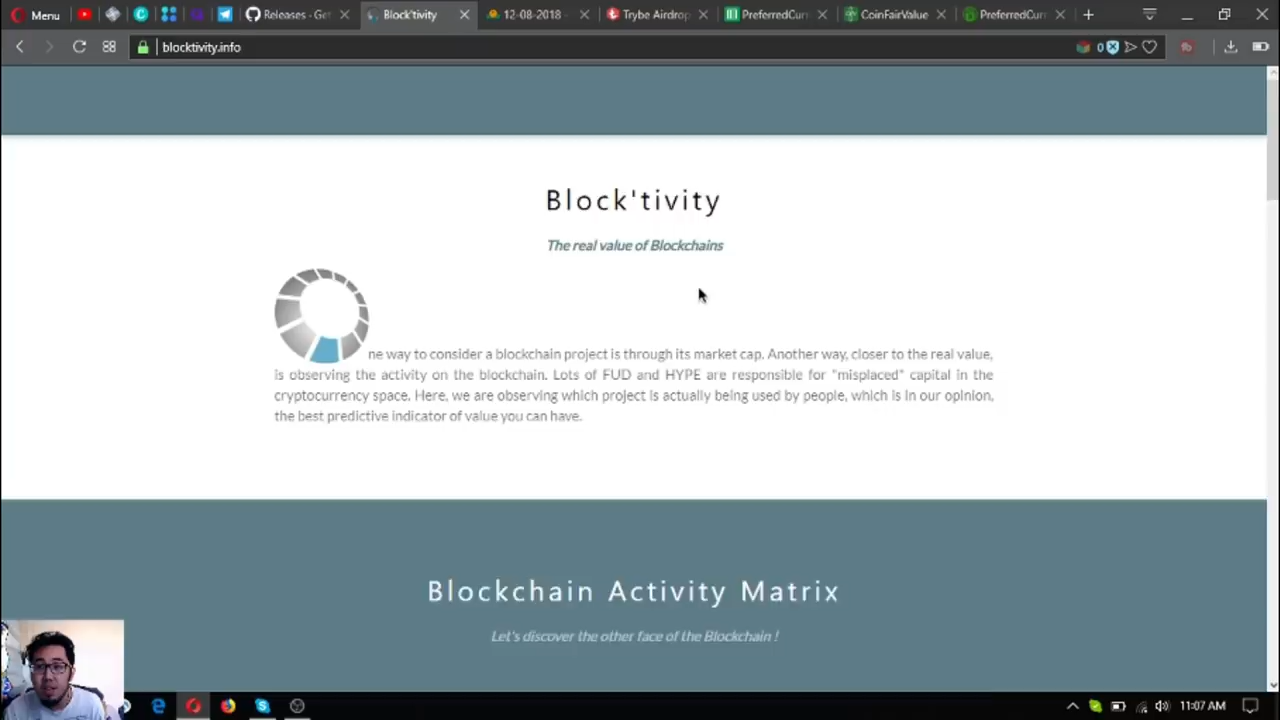 Menu
Releases - Get
Block'tivity
12-08-2018 -
Trybe Airdrop
PreferredCurr
CoinFairValue
PreferredCurr
blocktivity.info
0
Block'tivity
The real value of Blockchains
ne way to consider a blockchain project is through its market cap. Another way, closer to the real value,
is observing the activity on the blockchain. Lots of FUD and HYPE are responsible for "misplaced" capital in the
cryptocurrency space. Here, we are observing which project is actually being used by people, which is in our opinion,
the best predictive indicator of value you can have.
Blockchain Activity Matrix
Let's discover the other face of the Blockchain !
11:07 AM